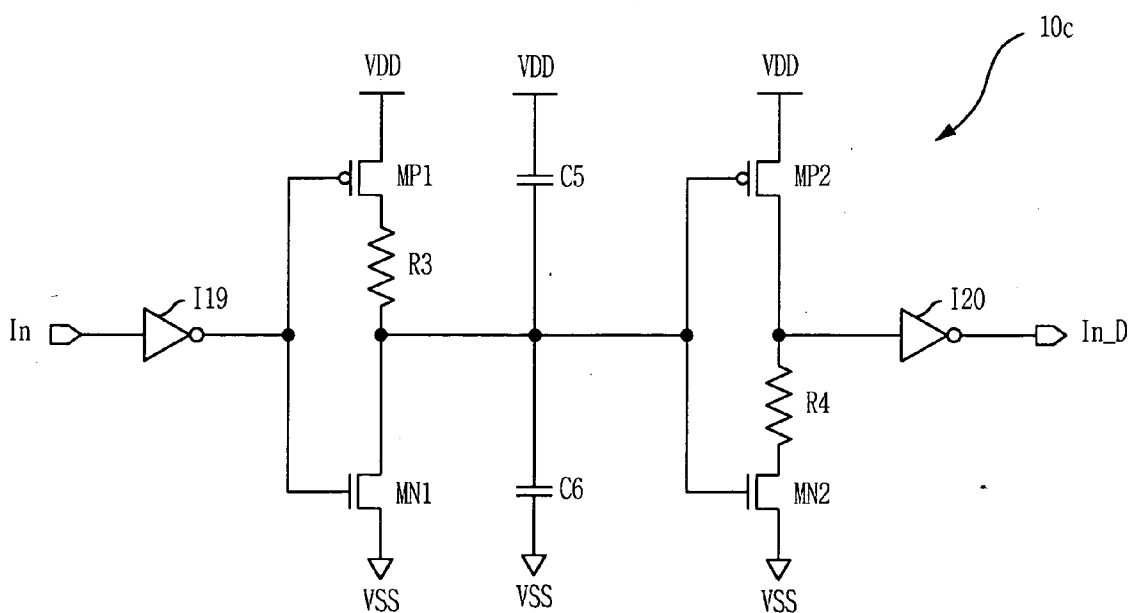 10c
VDD
VDD
VDD
MP1
C5
MP2
R3
I19
I20
In
In_D
R4
MN1
C6
MN2
VSS
VSS
VSS